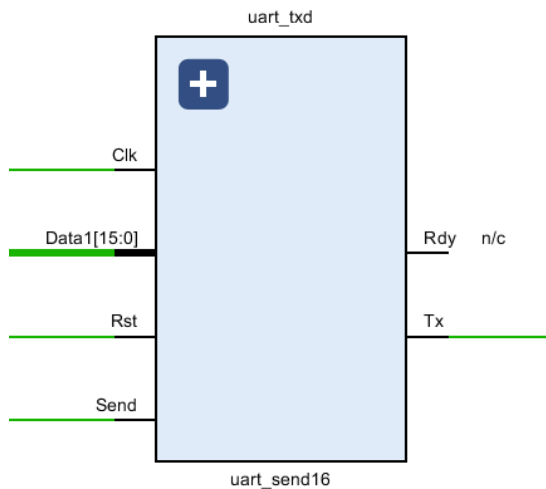 uart_txd
Clk
Data1[15:0]
Rdy n/c
Rst
Tx
Send
uart_send16